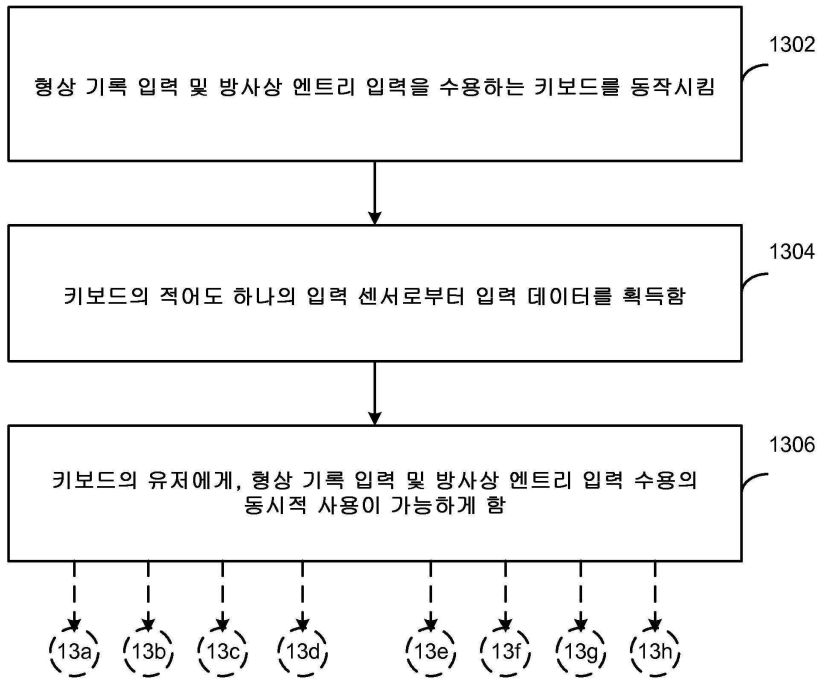 1302
형상 기록 입력 및 방사상 엔트리 입력을 수용하는 키보드를 동작시킴
1304
키보드의 적어도 하나의 입력 센서로부터 입력 데이터를 획득함
1306
키보드의 유저에게, 형상 기록 입력 및 방사상 엔트리 입력 수용의
동시적 사용이 가능하게 함
13a 13b 13c 13d 13e 13f 13g 13h